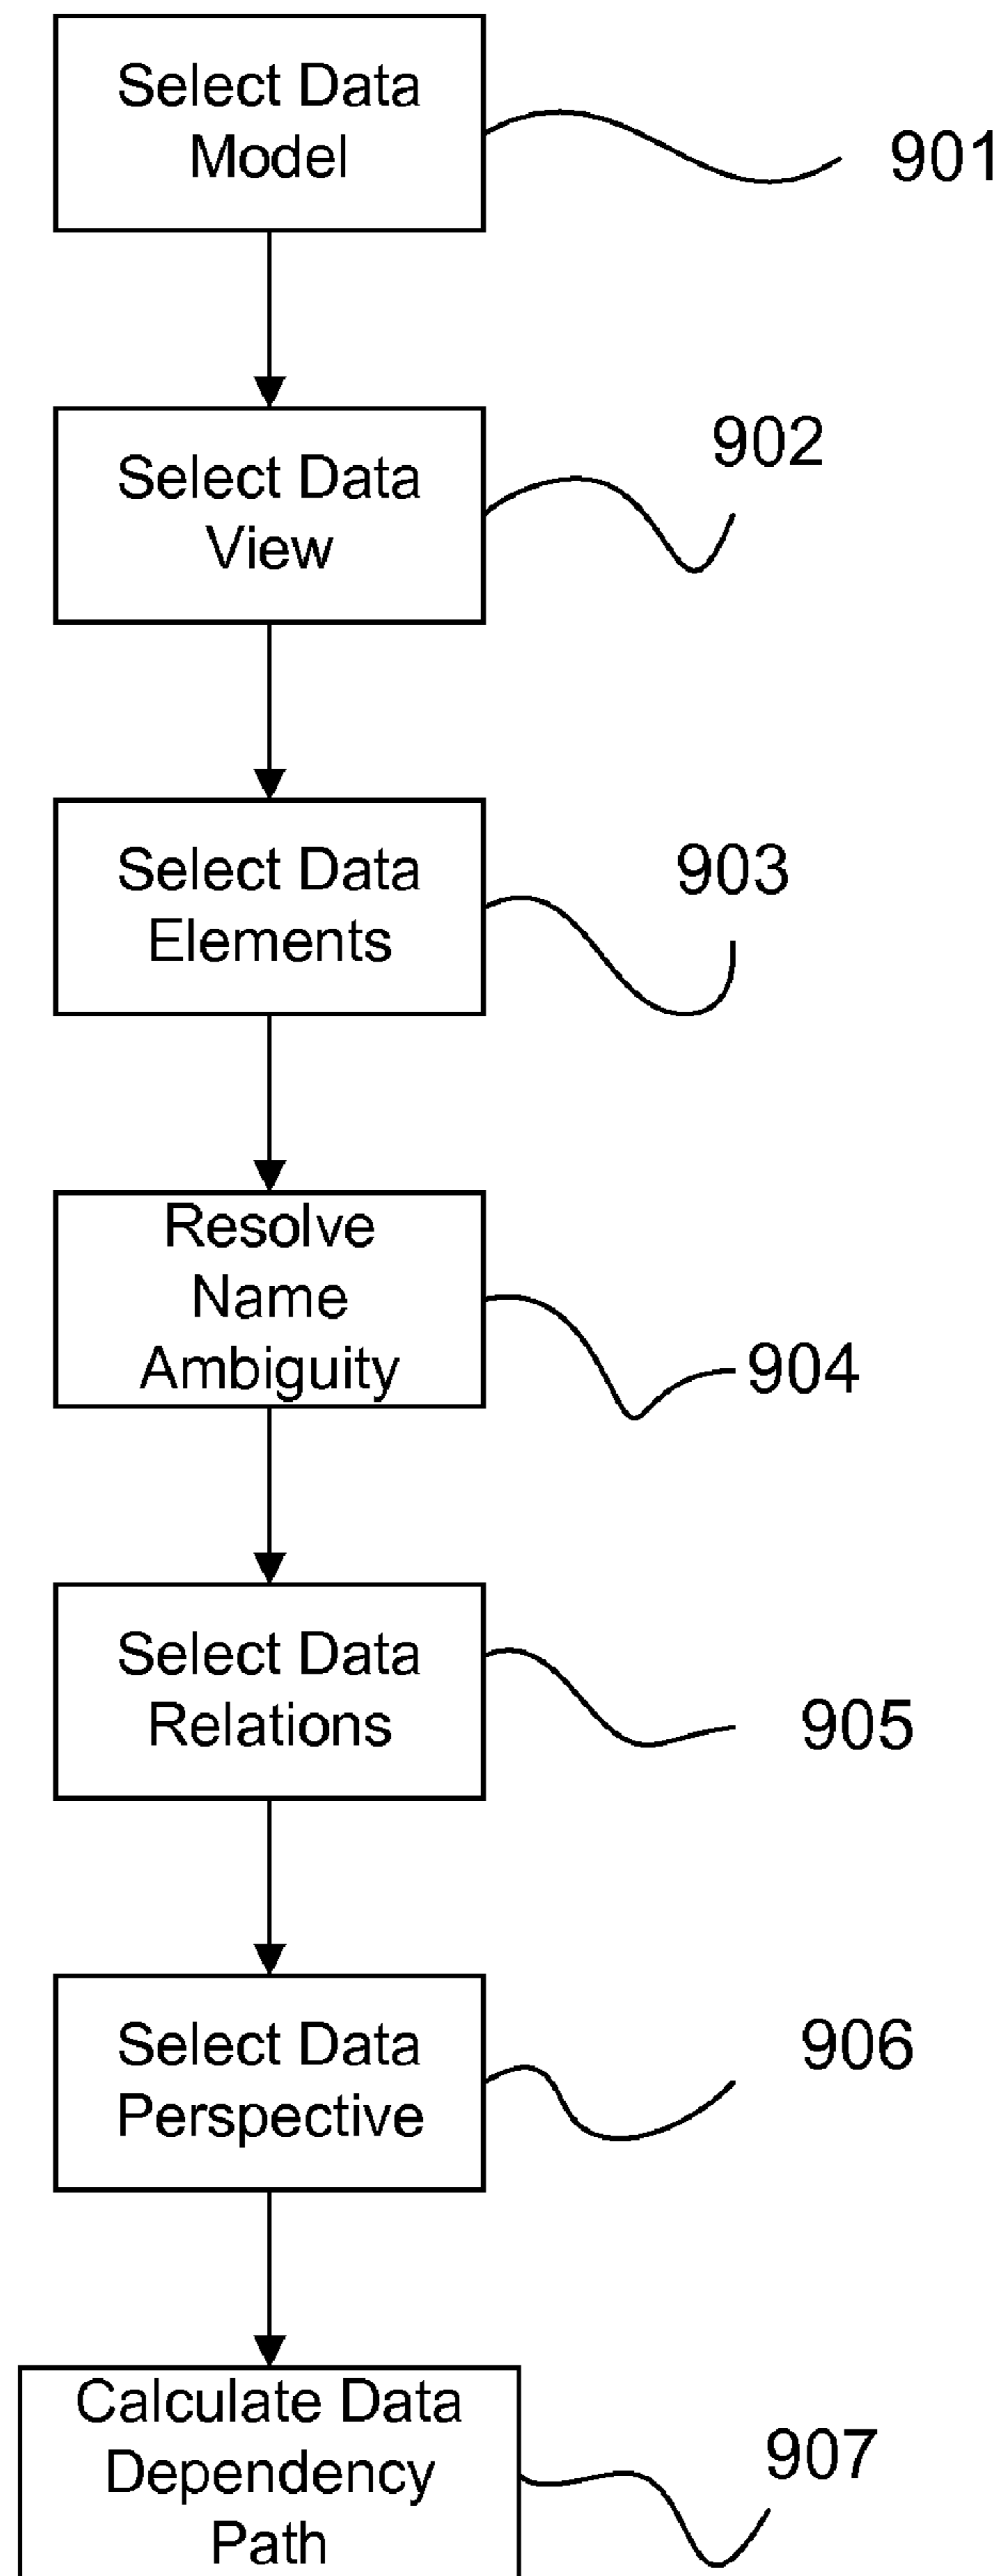 Select Data
Model
901
Select Data
View
902
Select Data
Elements
903
Resolve
Name
Ambiguity
904
Select Data
Relations
905
Select Data
Perspective
906
Calculate Data
Dependency
Path
907